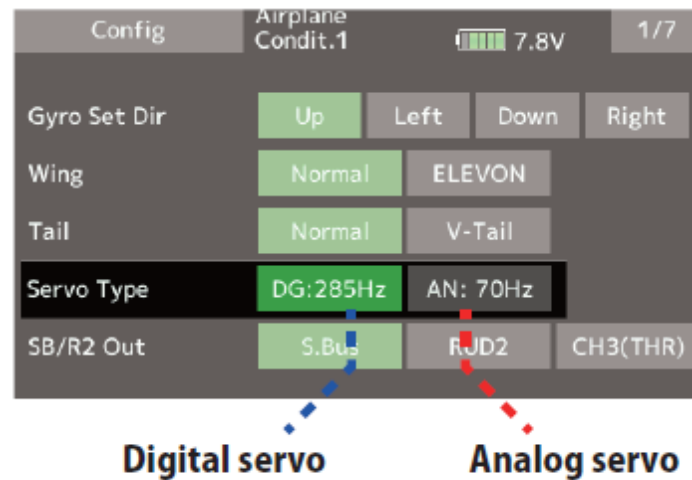 Config Airplane Condit.1 7.8V 1/7
Gyro Set Dir Up Left Down Right
Wing Normal ELEVON
Tail Normal V-Tail
Servo Type DG:285Hz AN: 70Hz
SB/R2 Out S.Bus RUD2 CH3(THR)
Digital servo Analog servo